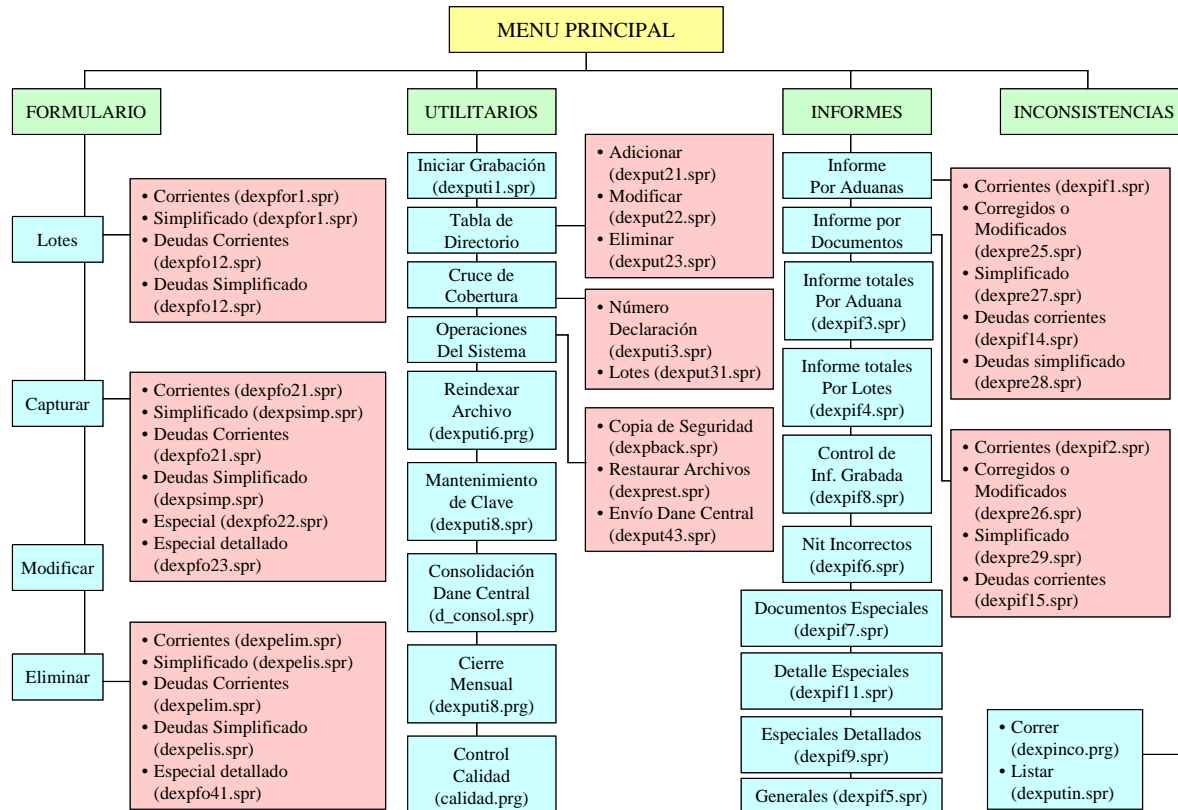 MENU PRINCIPAL
FORMULARIO
UTILITARIOS
INFORMES
INCONSISTENCIAS
Lotes
• Corrientes (dexpfor1.spr)
• Simplificado (dexpfor1.spr)
• Deudas Corrientes
(dexpfo12.spr)
• Deudas Simplificado
(dexpfo12.spr)
Capturar
• Corrientes (dexpfo21.spr)
• Simplificado (dexpsimp.spr)
• Deudas Corrientes
(dexpfo21.spr)
• Deudas Simplificado
(dexpsimp.spr)
• Especial (dexpfo22.spr)
• Especial detallado
(dexpfo23.spr)
Modificar
Eliminar
• Corrientes (dexpelim.spr)
• Simplificado (dexpelis.spr)
• Deudas Corrientes
(dexpelim.spr)
• Deudas Simplificado
(dexpelis.spr)
• Especial detallado
(dexpfo41.spr)
Iniciar Grabación
(dexputi1.spr)
Tabla de
Directorio
Cruce de
Cobertura
Operaciones
Del Sistema
Reindexar
Archivo
(dexputi6.prg)
Mantenimiento
de Clave
(dexputi8.spr)
Consolidación
Dane Central
(d_consol.spr)
Cierre
Mensual
(dexputi8.prg)
Control
Calidad
(calidad.prg)
• Adicionar
(dexput21.spr)
• Modificar
(dexput22.spr)
• Eliminar
(dexput23.spr)
• Número
Declaración
(dexputi3.spr)
• Lotes (dexput31.spr)
• Copia de Seguridad
(dexpback.spr)
• Restaurar Archivos
(dexprest.spr)
• Envío Dane Central
(dexput43.spr)
Informe
Por Aduanas
Informe por
Documentos
Informe totales
Por Aduana
(dexpif3.spr)
Informe totales
Por Lotes
(dexpif4.spr)
Control de
Inf. Grabada
(dexpif8.spr)
Nit Incorrectos
(dexpif6.spr)
Documentos Especiales
(dexpif7.spr)
Detalle Especiales
(dexpif11.spr)
Especiales Detallados
(dexpif9.spr)
Generales (dexpif5.spr)
• Corrientes (dexpif1.spr)
• Corregidos o
Modificados
(dexpre25.spr)
• Simplificado
(dexpre27.spr)
• Deudas corrientes
(dexpif14.spr)
• Deudas simplificado
(dexpre28.spr)
• Corrientes (dexpif2.spr)
• Corregidos o
Modificados
(dexpre26.spr)
• Simplificado
(dexpre29.spr)
• Deudas corrientes
(dexpif15.spr)
• Correr
(dexpinco.prg)
• Listar
(dexputin.spr)